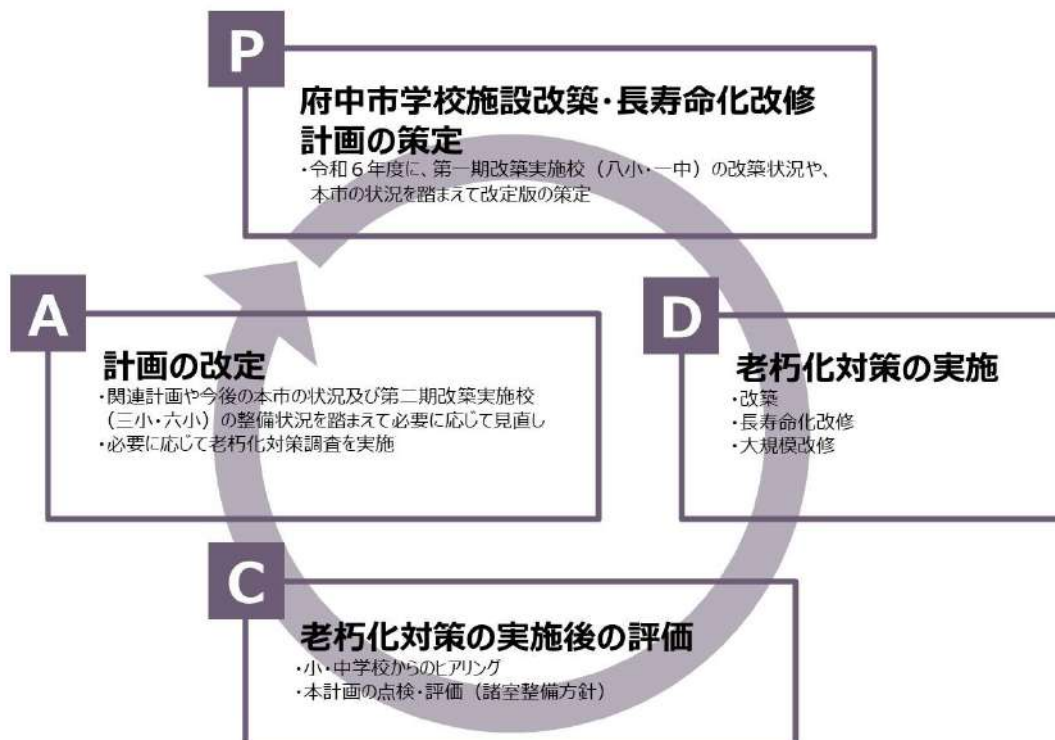 P
府中市学校施設改築・長寿命化改修
計画の策定
・令和６年度に、第一期改築実施校（八小・一中）の改築状況や、
本市の状況を踏まえて改定版の策定
D
老朽化対策の実施
・改築
・長寿命化改修
・大規模改修
C
老朽化対策の実施後の評価
・小・中学校からのヒアリング
・本計画の点検・評価（諸室整備方針）
A
計画の改定
・関連計画や今後の本市の状況及び第二期改築実施校
（三小・六小）の整備状況を踏まえて必要に応じて見直し
・必要に応じて老朽化対策調査を実施